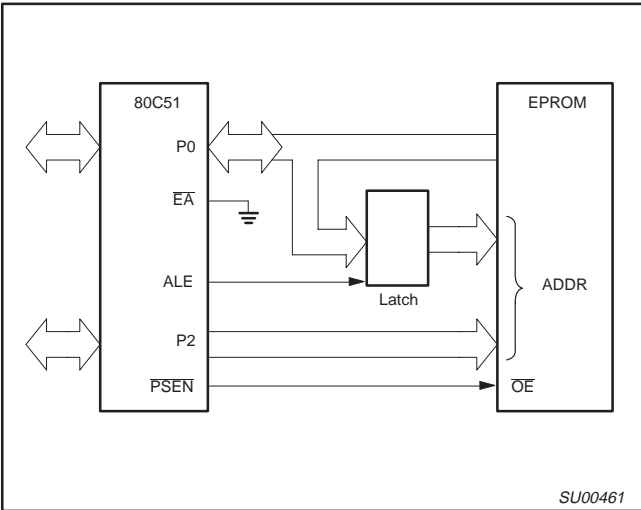 80C51
EPROM
P0
EA
ALE
Latch
ADDR
P2
PSEN
OE
SU00461